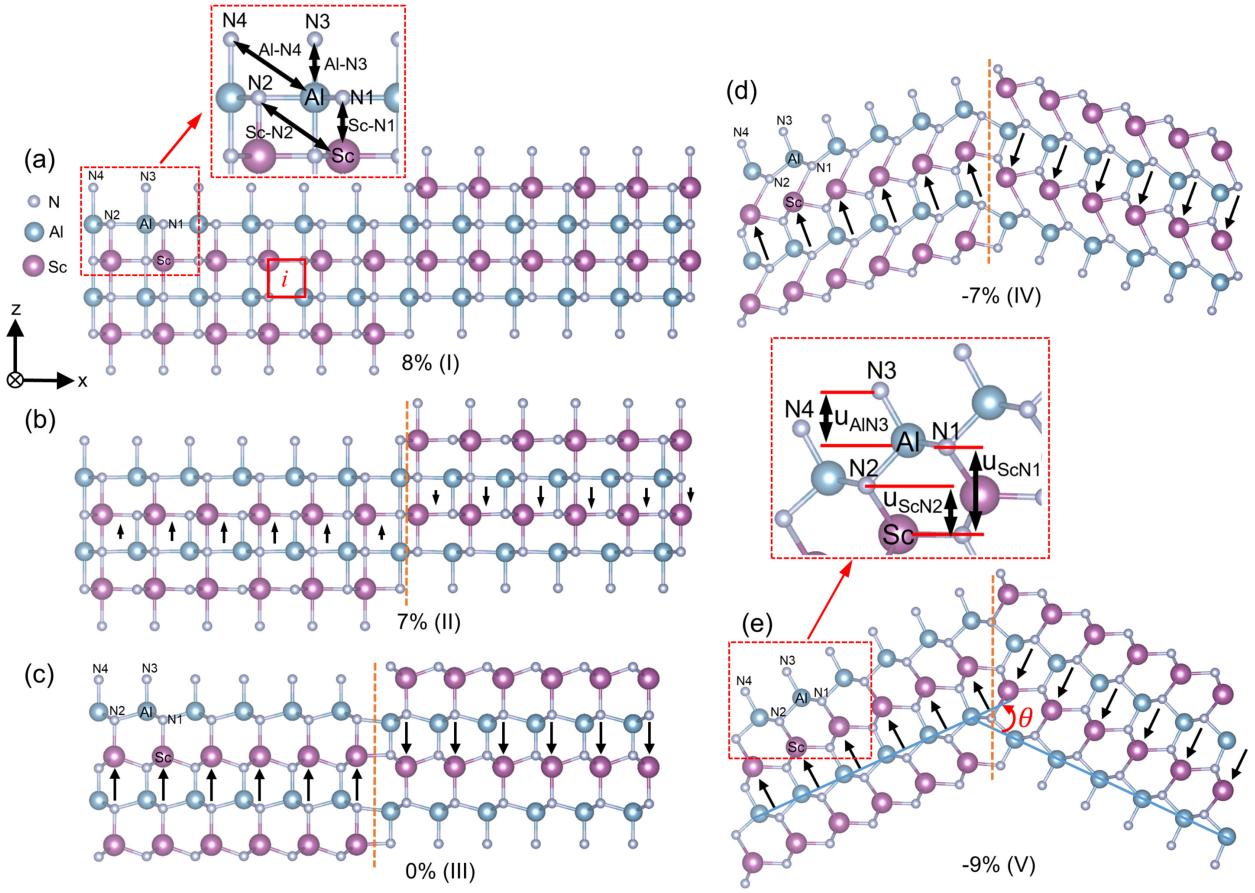 N4 N3
Al-N4
Al-N3
N2 Al N1
Sc-N2 Sc-N1
Sc
(a)
N4 N3
N
N2 Al N1
Al
Sc
Sc
i
z
x
8% (I)
(b)
7% (II)
(c)
N4 N3
N2 Al N1
Sc
0% (III)
(d)
N3
N4
Al
N1
N2
Sc
-7% (IV)
N3
N4
uAlN3
Al N1
N2
uScN1
uScN2
Sc
(e)
N3
N4
Al N1
N2
Sc
θ
-9% (V)